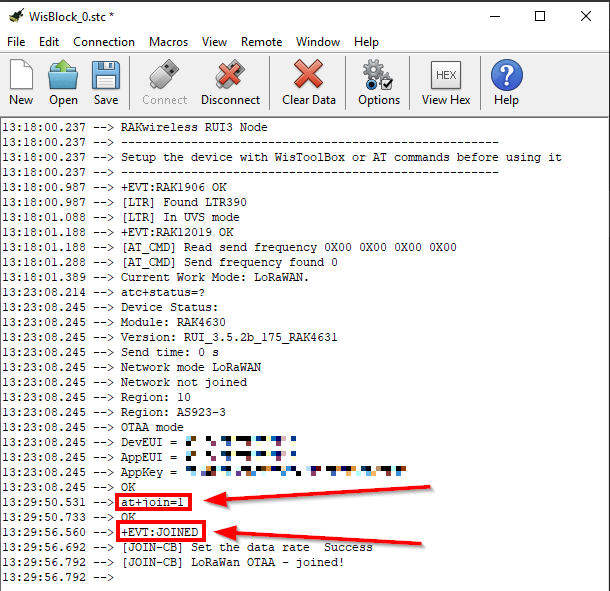 WisBlock_0.stc *
File Edit Connection Macros View Remote Window Help
HEX
?
New Open Save Connect Disconnect Clear Data Options View Hex Help
13:18:00.237 --> RAKwireless RUI3 Node
13:18:00.237 --> ------------------------------------------------------
13:18:00.237 --> Setup the device with WisToolBox or AT commands before using it
13:18:00.237 --> ------------------------------------------------------
13:18:00.987 --> +EVT:RAK1906 OK
13:18:00.987 --> [LTR] Found LTR390
13:18:01.088 --> [LTR] In UVS mode
13:18:01.188 --> +EVT:RAK12019 OK
13:18:01.188 --> [AT_CMD] Read send frequency 0X00 0X00 0X00 0X00
13:18:01.288 --> [AT_CMD] Send frequency found 0
13:18:01.389 --> Current Work Mode: LoRaWAN.
13:23:08.214 --> atc+status=?
13:23:08.245 --> Device Status:
13:23:08.245 --> Module: RAK4630
13:23:08.245 --> Version: RUI_3.5.2b_175_RAK4631
13:23:08.245 --> Send time: 0 s
13:23:08.245 --> Network mode LoRaWAN
13:23:08.245 --> Network not joined
13:23:08.245 --> Region: 10
13:23:08.245 --> Region: AS923-3
13:23:08.245 --> OTAA mode
13:23:08.245 --> DevEUI =
13:23:08.245 --> AppEUI =
13:23:08.245 --> AppKey =
13:23:08.245 --> OK
13:29:50.531 --> at+join=1
13:29:50.733 --> OK
13:29:56.560 --> +EVT:JOINED
13:29:56.692 --> [JOIN-CB] Set the data rate  Success
13:29:56.792 --> [JOIN-CB] LoRaWan OTAA - joined!
13:29:56.792 -->